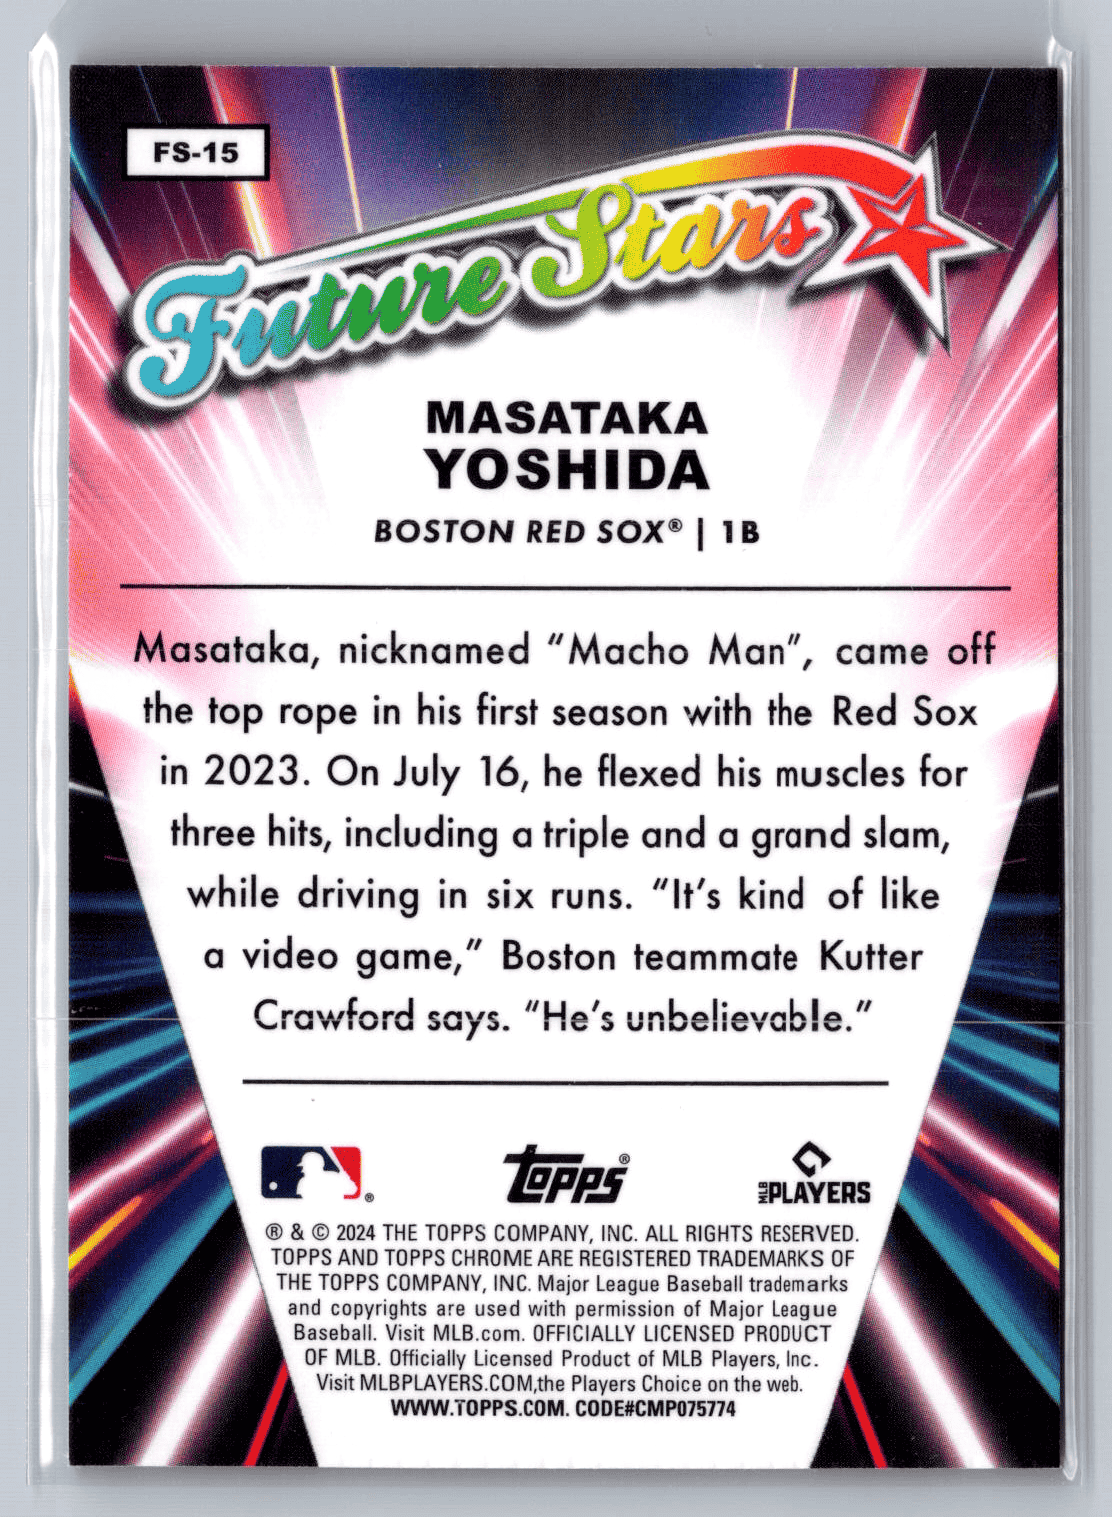 FS-15
Future Stars
MASATAKA
YOSHIDA
BOSTON RED SOX® | 1B
Masataka, nicknamed “Macho Man”, came off
the top rope in his first season with the Red Sox
in 2023. On July 16, he flexed his muscles for
three hits, including a triple and a grand slam,
while driving in six runs. “It’s kind of like
a video game,” Boston teammate Kutter
Crawford says. “He’s unbelievable.”
®
topps®
MLB PLAYERS
® & © 2024 THE TOPPS COMPANY, INC. ALL RIGHTS RESERVED.
TOPPS AND TOPPS CHROME ARE REGISTERED TRADEMARKS OF
THE TOPPS COMPANY, INC. Major League Baseball trademarks
and copyrights are used with permission of Major League
Baseball. Visit MLB.com. OFFICIALLY LICENSED PRODUCT
OF MLB. Officially Licensed Product of MLB Players, Inc.
Visit MLBPLAYERS.COM,the Players Choice on the web.
WWW.TOPPS.COM. CODE#CMP075774